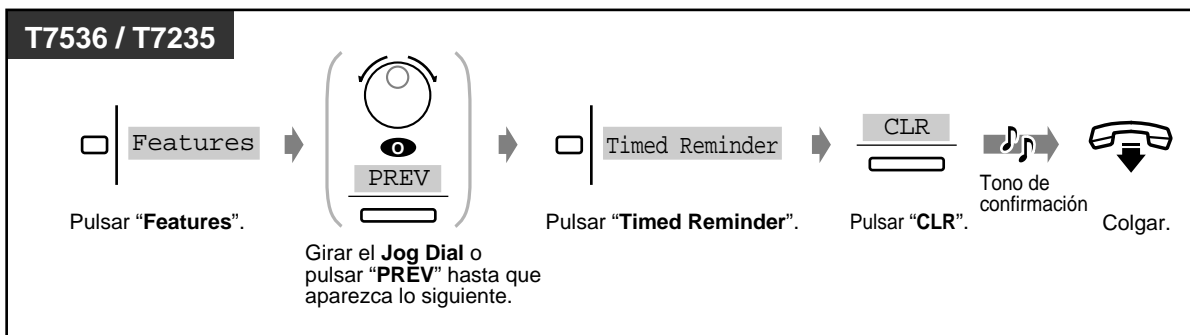 T7536 / T7235
Features
Pulsar “Features”.
O
PREV
Girar el Jog Dial o
pulsar “PREV” hasta que
aparezca lo siguiente.
Timed Reminder
Pulsar “Timed Reminder”.
CLR
Pulsar “CLR”.
Tono de
confirmación
Colgar.